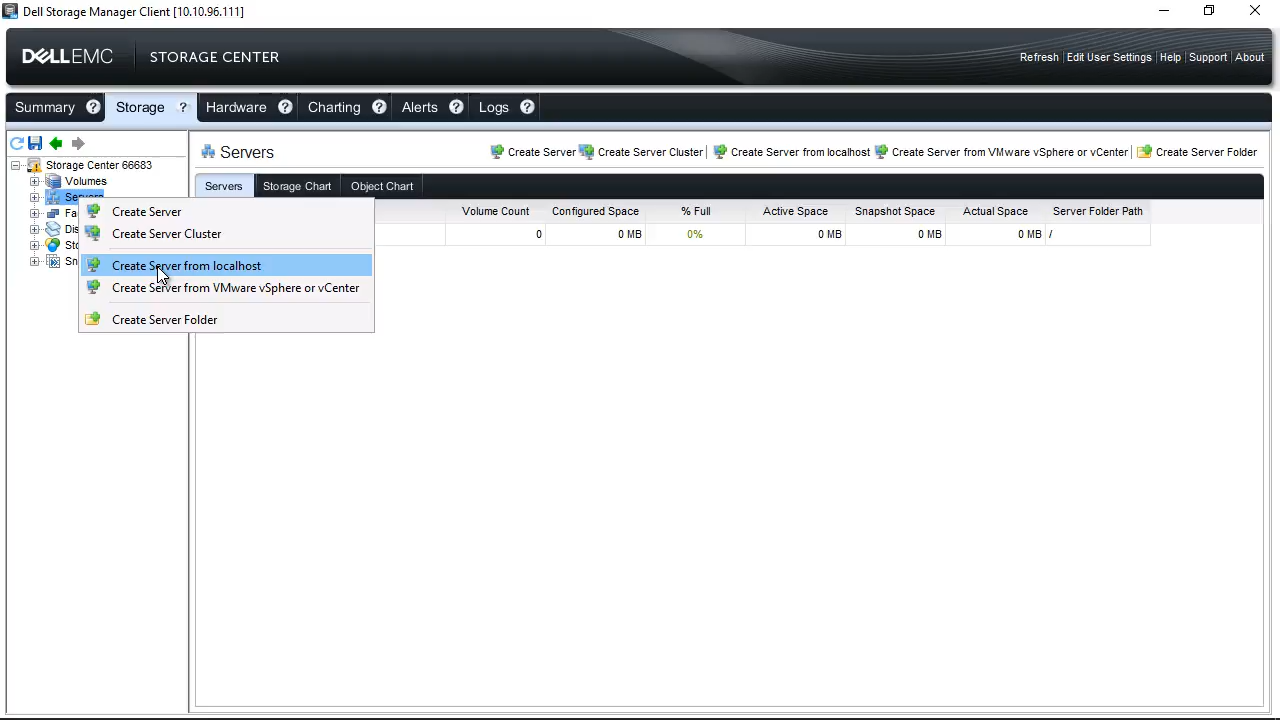 Dell Storage Manager Client [10.10.96.111]
DELLEMC STORAGE CENTER
Refresh Edit User Settings Help Support About
Summary ? Storage ? Hardware ? Charting ? Alerts ? Logs ?
Storage Center 66683
Volumes
Servers
Fa
Dis
Sto
Sn
Servers
Create Server Create Server Cluster Create Server from localhost Create Server from VMware vSphere or vCenter Create Server Folder
Servers Storage Chart Object Chart
Volume Count Configured Space % Full Active Space Snapshot Space Actual Space Server Folder Path
0 0 MB 0% 0 MB 0 MB 0 MB /
Create Server
Create Server Cluster
Create Server from localhost
Create Server from VMware vSphere or vCenter
Create Server Folder